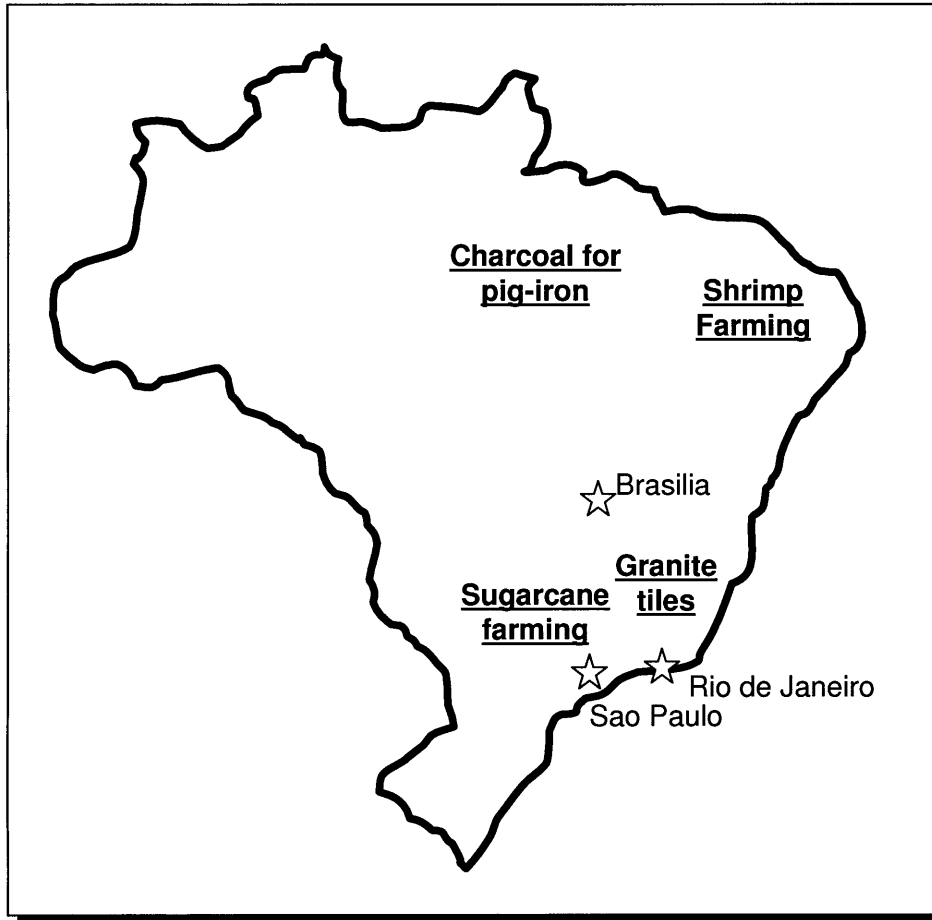 Charcoal for
pig-iron
Shrimp
Farming
Brasilia
Granite
tiles
Sugarcane
farming
Rio de Janeiro
Sao Paulo